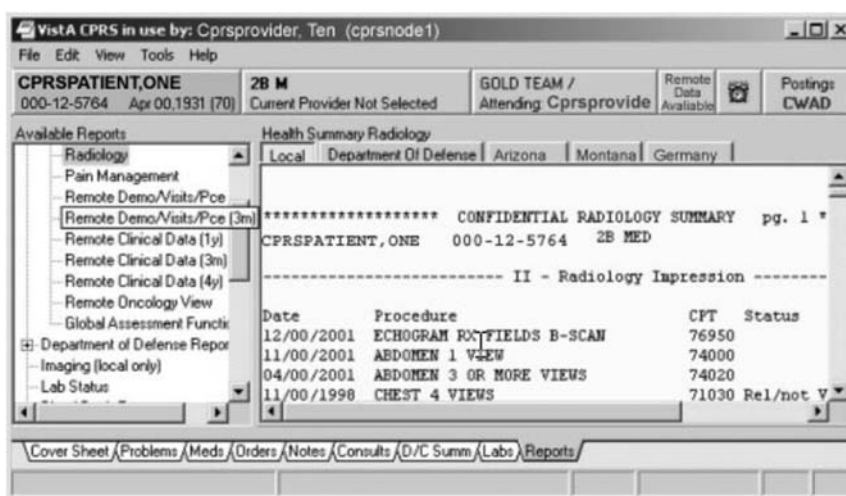 VistA CPRS in use by: Cprsprovider, Ten (cprsnode1)
File Edit View Tools Help
CPRSPATIENT,ONE
000-12-5764 Apr 00,1931 (70)
2B M
Current Provider Not Selected
GOLD TEAM /
Attending: Cprsprovide
Remote
Data
Available
Postings
CWAD
Available Reports
Radiology
Pain Management
Remote Demo/Visits/Pce
Remote Demo/Visits/Pce (3m)
Remote Clinical Data (1y)
Remote Clinical Data (3m)
Remote Clinical Data (4y)
Remote Oncology View
Global Assessment Functic
Department of Defense Repor
Imaging (local only)
Lab Status
Health Summary Radiology
Local Department Of Defense Arizona Montana Germany
******************* CONFIDENTIAL RADIOLOGY SUMMARY pg. 1 *
CPRSPATIENT,ONE 000-12-5764 2B MED
-------------------------- II - Radiology Impression --------
Date Procedure CPT Status
12/00/2001 ECHOGRAM RX FIELDS B-SCAN 76950
11/00/2001 ABDOMEN 1 VIEW 74000
04/00/2001 ABDOMEN 3 OR MORE VIEWS 74020
11/00/1998 CHEST 4 VIEWS 71030 Rel/not V
Cover Sheet Problems Meds Orders Notes Consults D/C Summ Labs Reports